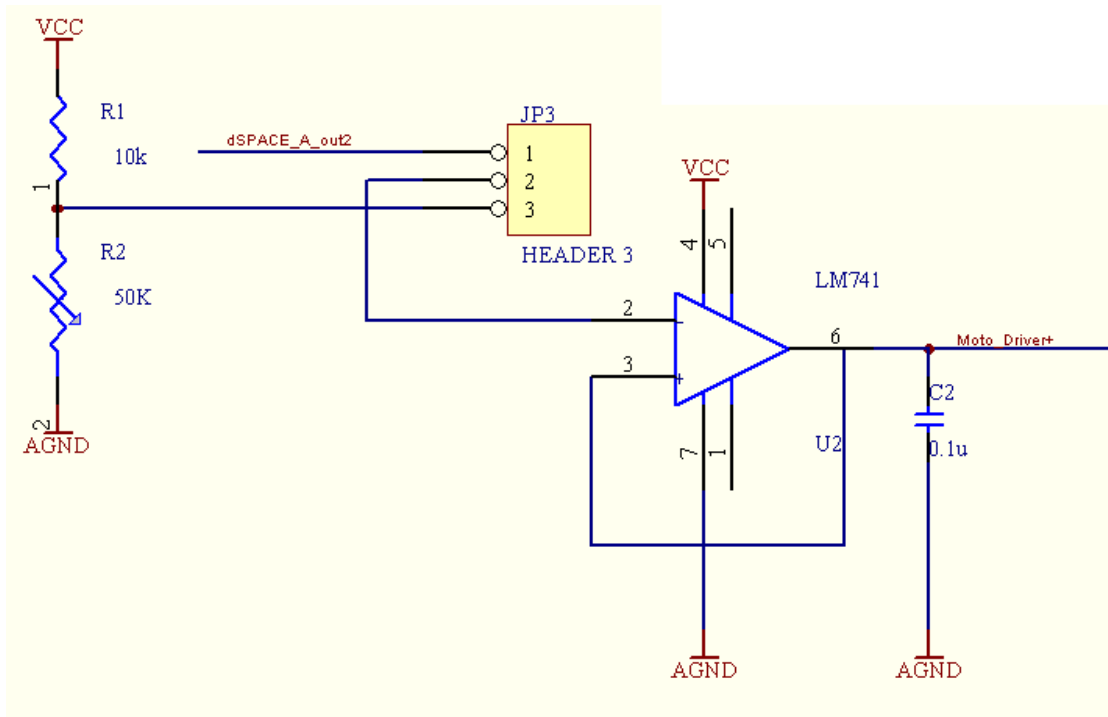 VCC
R1
10k
1
R2
50K
2
AGND
dSPACE_A_out2
JP3
1
2
3
HEADER 3
VCC
4
5
LM741
2
-
3
+
6
Moto_Driver+
7
1
U2
C2
0.1u
AGND
AGND